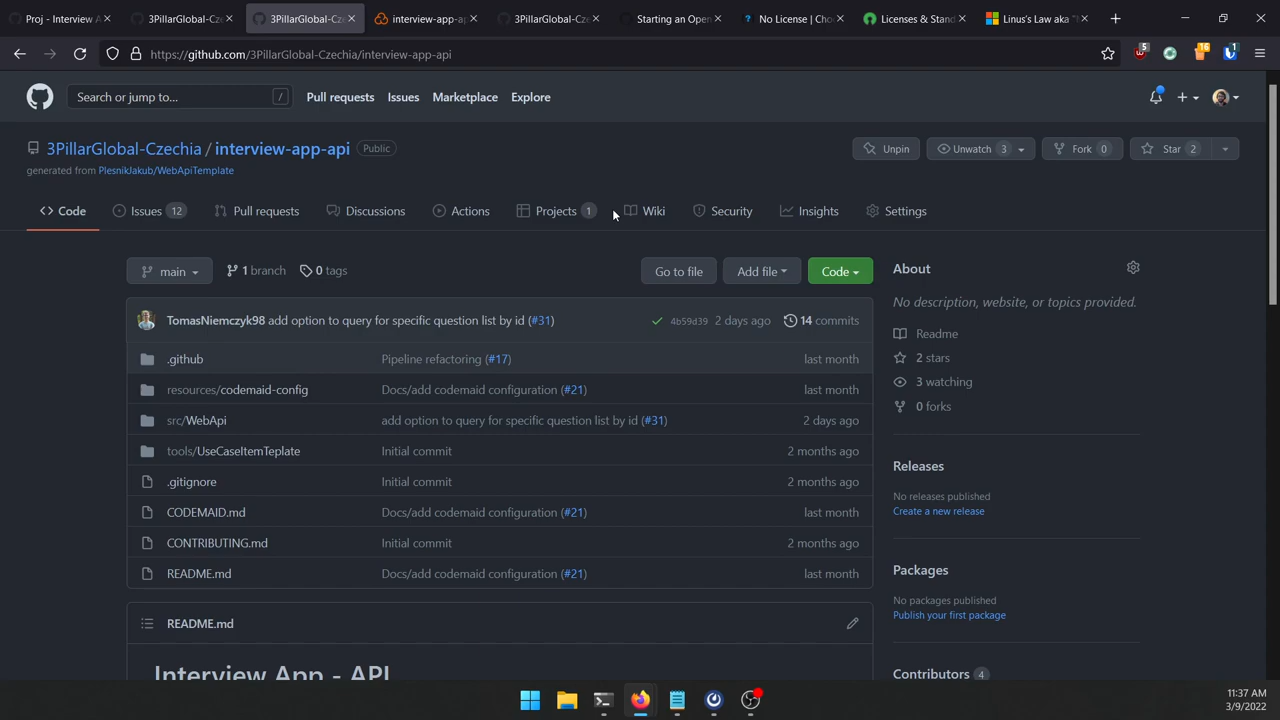 Proj - Interview A
3PillarGlobal-Cze
3PillarGlobal-Cze
interview-app-ap
3PillarGlobal-Cze
Starting an Open
No License | Cho
Licenses & Stand
Linus's Law aka "
https://github.com/3PillarGlobal-Czechia/interview-app-api
5
16
1
Search or jump to...
/
Pull requests
Issues
Marketplace
Explore
3PillarGlobal-Czechia / interview-app-api
Public
generated from PlesnikJakub/WebApiTemplate
Unpin
Unwatch 3
Fork 0
Star 2
Code
Issues 12
Pull requests
Discussions
Actions
Projects 1
Wiki
Security
Insights
Settings
main
1 branch
0 tags
Go to file
Add file
Code
TomasNiemczyk98 add option to query for specific question list by id (#31)
4b59d39 2 days ago
14 commits
.github Pipeline refactoring (#17) last month
resources/codemaid-config Docs/add codemaid configuration (#21) last month
src/WebApi add option to query for specific question list by id (#31) 2 days ago
tools/UseCaseItemTeplate Initial commit 2 months ago
.gitignore Initial commit 2 months ago
CODEMAID.md Docs/add codemaid configuration (#21) last month
CONTRIBUTING.md Initial commit 2 months ago
README.md Docs/add codemaid configuration (#21) last month
README.md
Interview App - API
About
No description, website, or topics provided.
Readme
2 stars
3 watching
0 forks
Releases
No releases published
Create a new release
Packages
No packages published
Publish your first package
Contributors 4
11:37 AM
3/9/2022